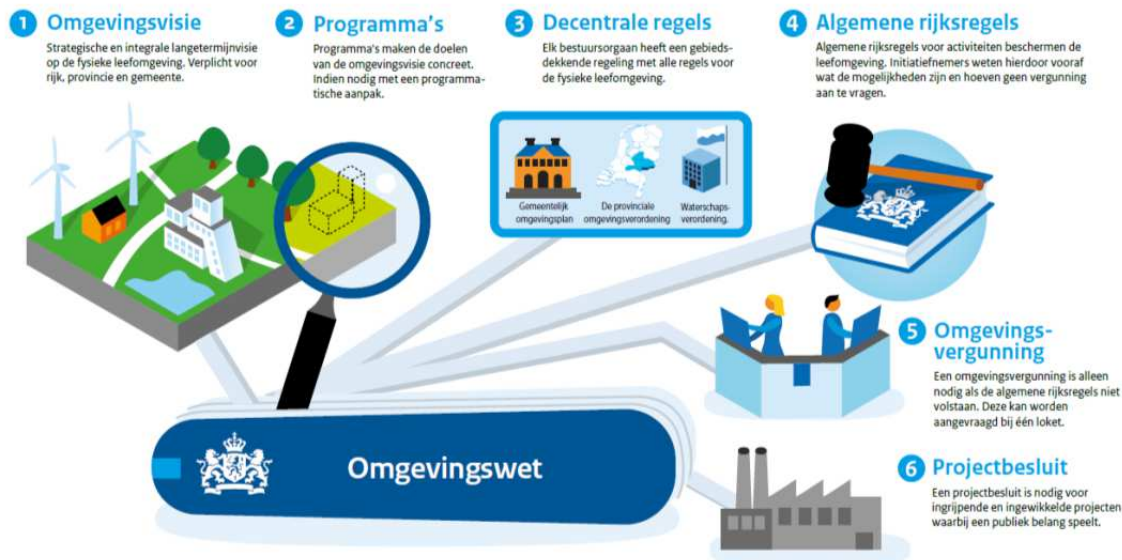 1 Omgevingsvisie
Strategische en integrale langetermijnvisie
op de fysieke leefomgeving. Verplicht voor
rijk, provincie en gemeente.
2 Programma's
Programma's maken de doelen
van de omgevingsvisie concreet.
Indien nodig met een programma-
tische aanpak.
3 Decentrale regels
Elk bestuursorgaan heeft een gebieds-
dekkende regeling met alle regels voor
de fysieke leefomgeving.
4 Algemene rijksregels
Algemene rijksregels voor activiteiten beschermen de
leefomgeving. Initiatiefnemers weten hierdoor vooraf
wat de mogelijkheden zijn en hoeven geen vergunning
aan te vragen.
Gemeentelijk
omgevingsplan
De provinciale
omgevingsverordening
Waterschaps-
verordening.
5 Omgevings-
vergunning
Een omgevingsvergunning is alleen
nodig als de algemene rijksregels niet
volstaan. Deze kan worden
aangevraagd bij één loket.
Omgevingswet
6 Projectbesluit
Een projectbesluit is nodig voor
ingrijpende en ingewikkelde projecten
waarbij een publiek belang speelt.